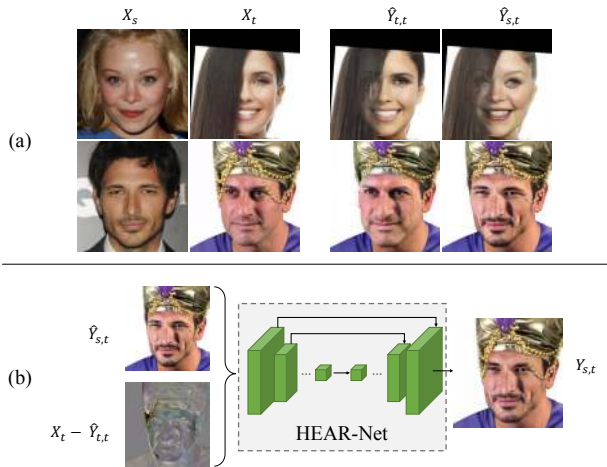 X_s X_t Ŷ_{t,t} Ŷ_{s,t}
(a)
Ŷ_{s,t}
(b)
X_t − Ŷ_{t,t}
... ...
HEAR-Net
Y_{s,t}